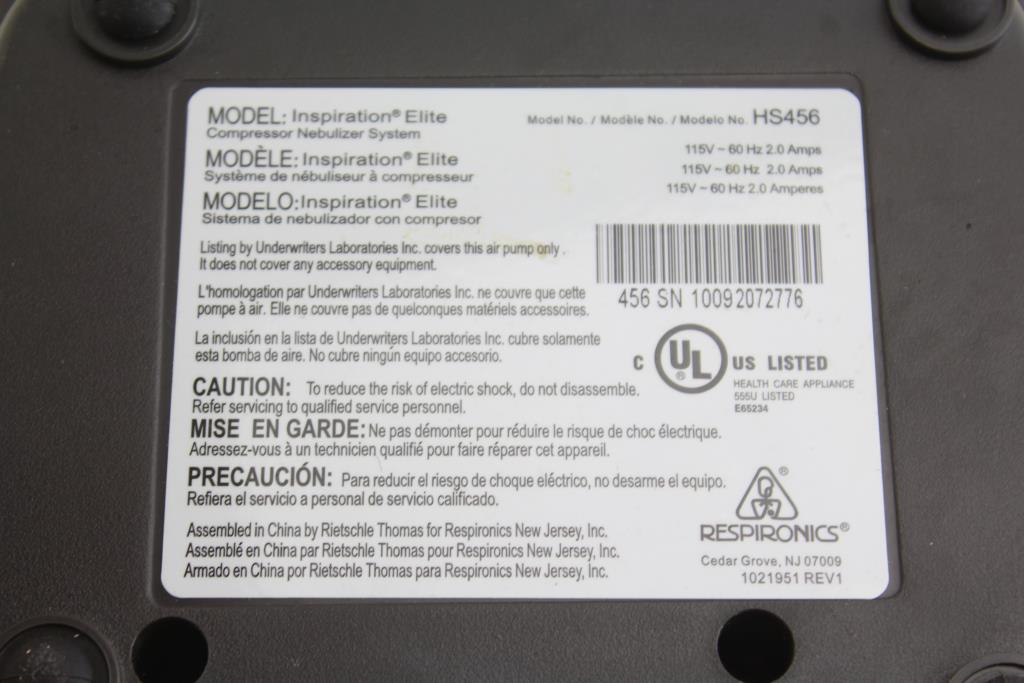 MODEL: Inspiration® Elite
Compressor Nebulizer System
MODÈLE: Inspiration® Elite
Système de nébuliseur à compresseur
MODELO: Inspiration® Elite
Sistema de nebulizador con compresor
Model No. / Modèle No. / Modelo No. HS456
115V ~ 60 Hz 2.0 Amps
115V ~ 60 Hz 2.0 Amps
115V ~ 60 Hz 2.0 Amperes
Listing by Underwriters Laboratories Inc. covers this air pump only .
It does not cover any accessory equipment.
L'homologation par Underwriters Laboratories Inc. ne couvre que cette
pompe à air. Elle ne couvre pas de quelconques matériels accessoires.
La inclusión en la lista de Underwriters Laboratories Inc. cubre solamente
esta bomba de aire. No cubre ningún equipo accesorio.
456 SN 10092072776
C UL® US LISTED
HEALTH CARE APPLIANCE
555U LISTED
E65234
CAUTION: To reduce the risk of electric shock, do not disassemble.
Refer servicing to qualified service personnel.
MISE EN GARDE: Ne pas démonter pour réduire le risque de choc électrique.
Adressez-vous à un technicien qualifié pour faire réparer cet appareil.
PRECAUCIÓN: Para reducir el riesgo de choque eléctrico, no desarme el equipo.
Refiera el servicio a personal de servicio calificado.
Assembled in China by Rietschle Thomas for Respironics New Jersey, Inc.
Assemblé en China par Rietschle Thomas pour Respironics New Jersey, Inc.
Armado en China por Rietschle Thomas para Respironics New Jersey, Inc.
®
RESPIRONICS®
Cedar Grove, NJ 07009
1021951 REV1